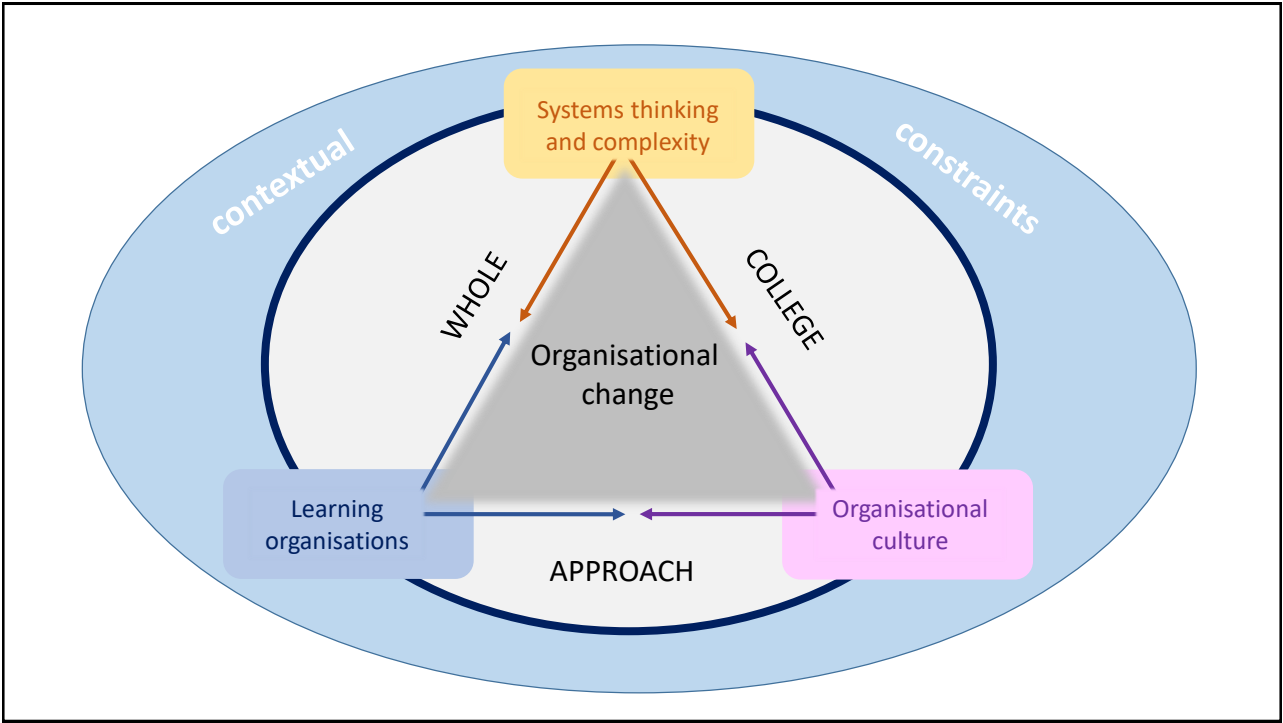 Systems thinking
and complexity
contextual
constraints
WHOLE
COLLEGE
Organisational
change
Learning
organisations
Organisational
culture
APPROACH